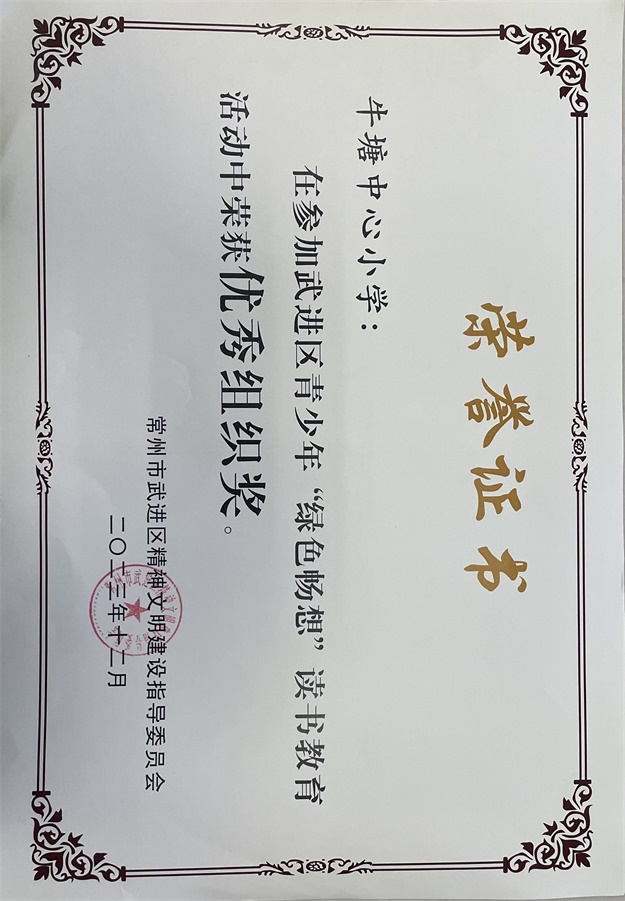 荣誉证书
牛塘中心小学：
在参加武进区青少年“绿色畅想”读书教育
活动中荣获优秀组织奖。
常州市武进区精神文明建设指导委员会
二〇二三年十二月